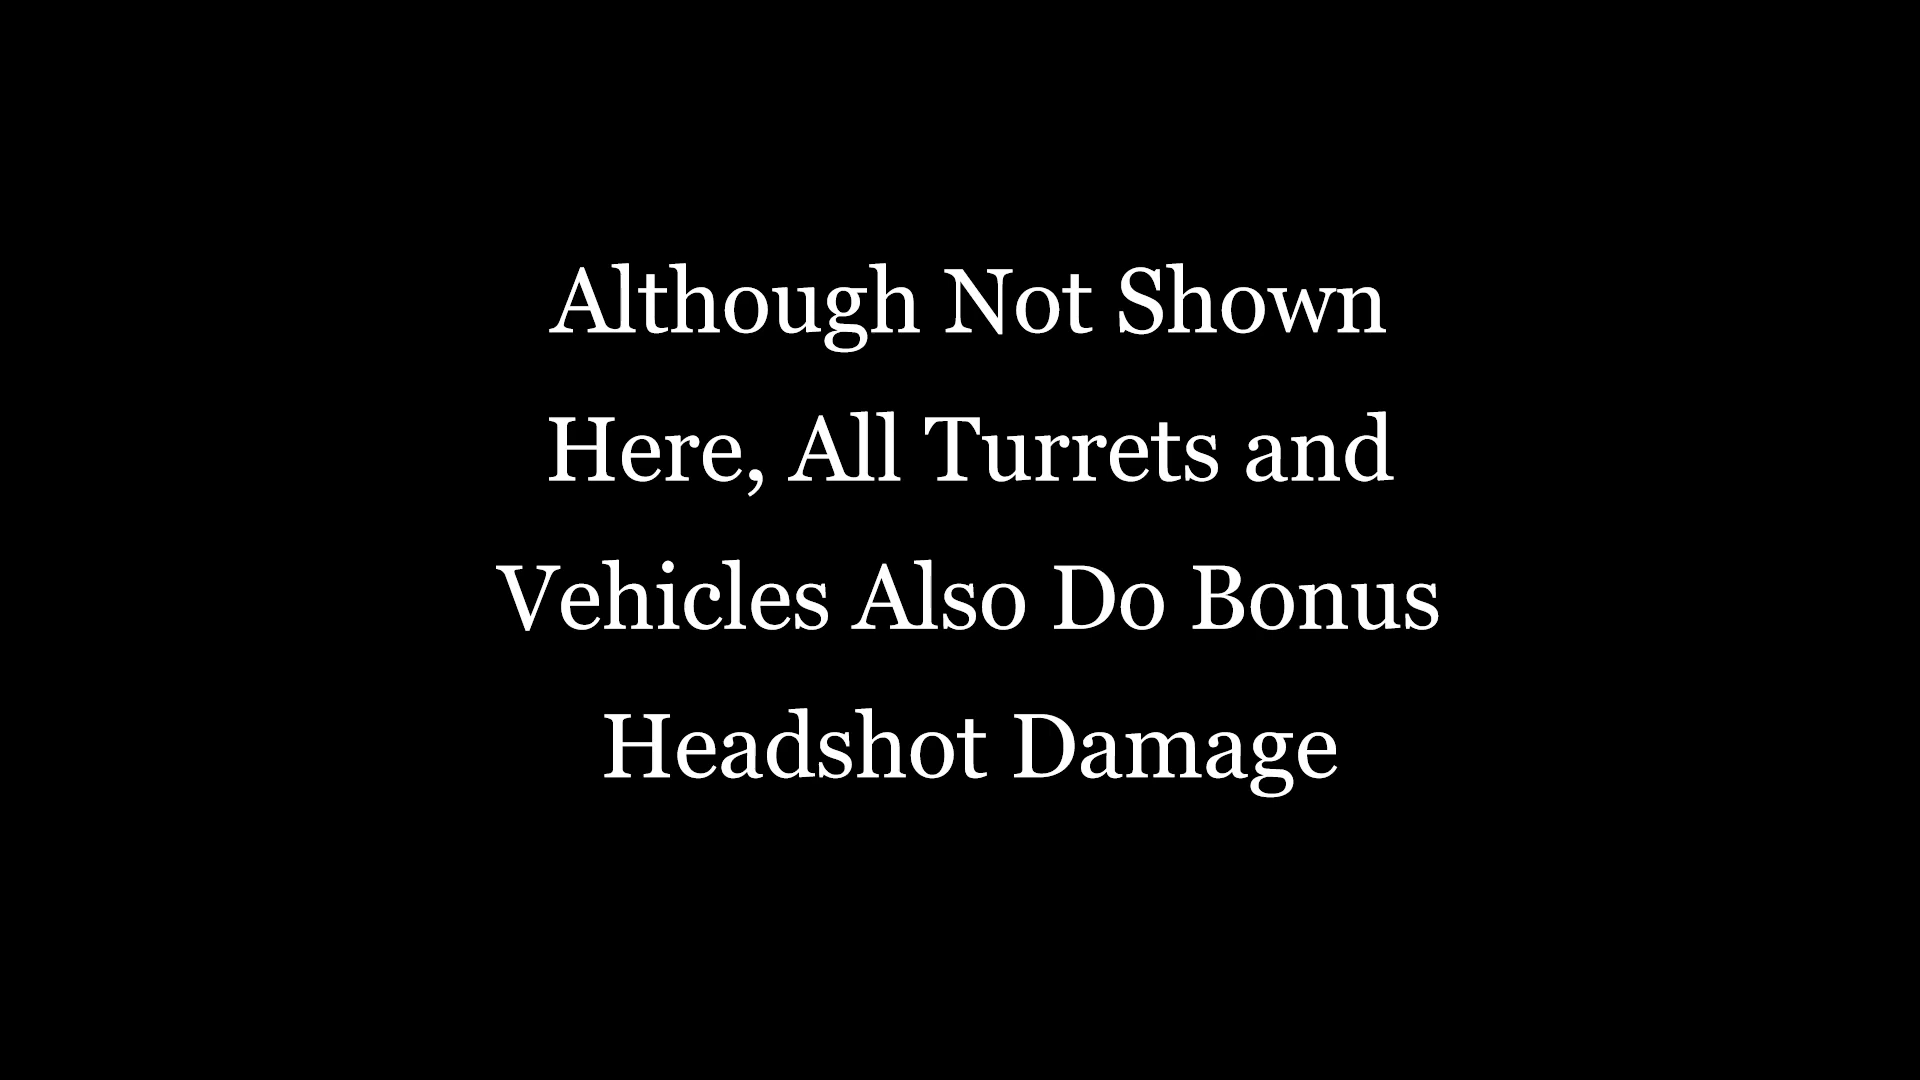 Although Not Shown
Here, All Turrets and
Vehicles Also Do Bonus
Headshot Damage